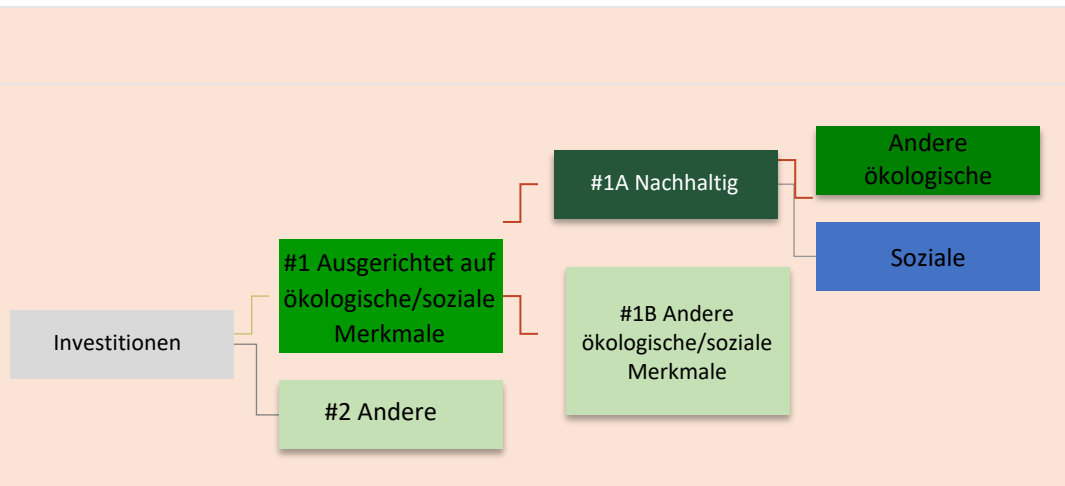 Investitionen
#1 Ausgerichtet auf
ökologische/soziale
Merkmale
#2 Andere
#1A Nachhaltig
#1B Andere
ökologische/soziale
Merkmale
Andere
ökologische
Soziale